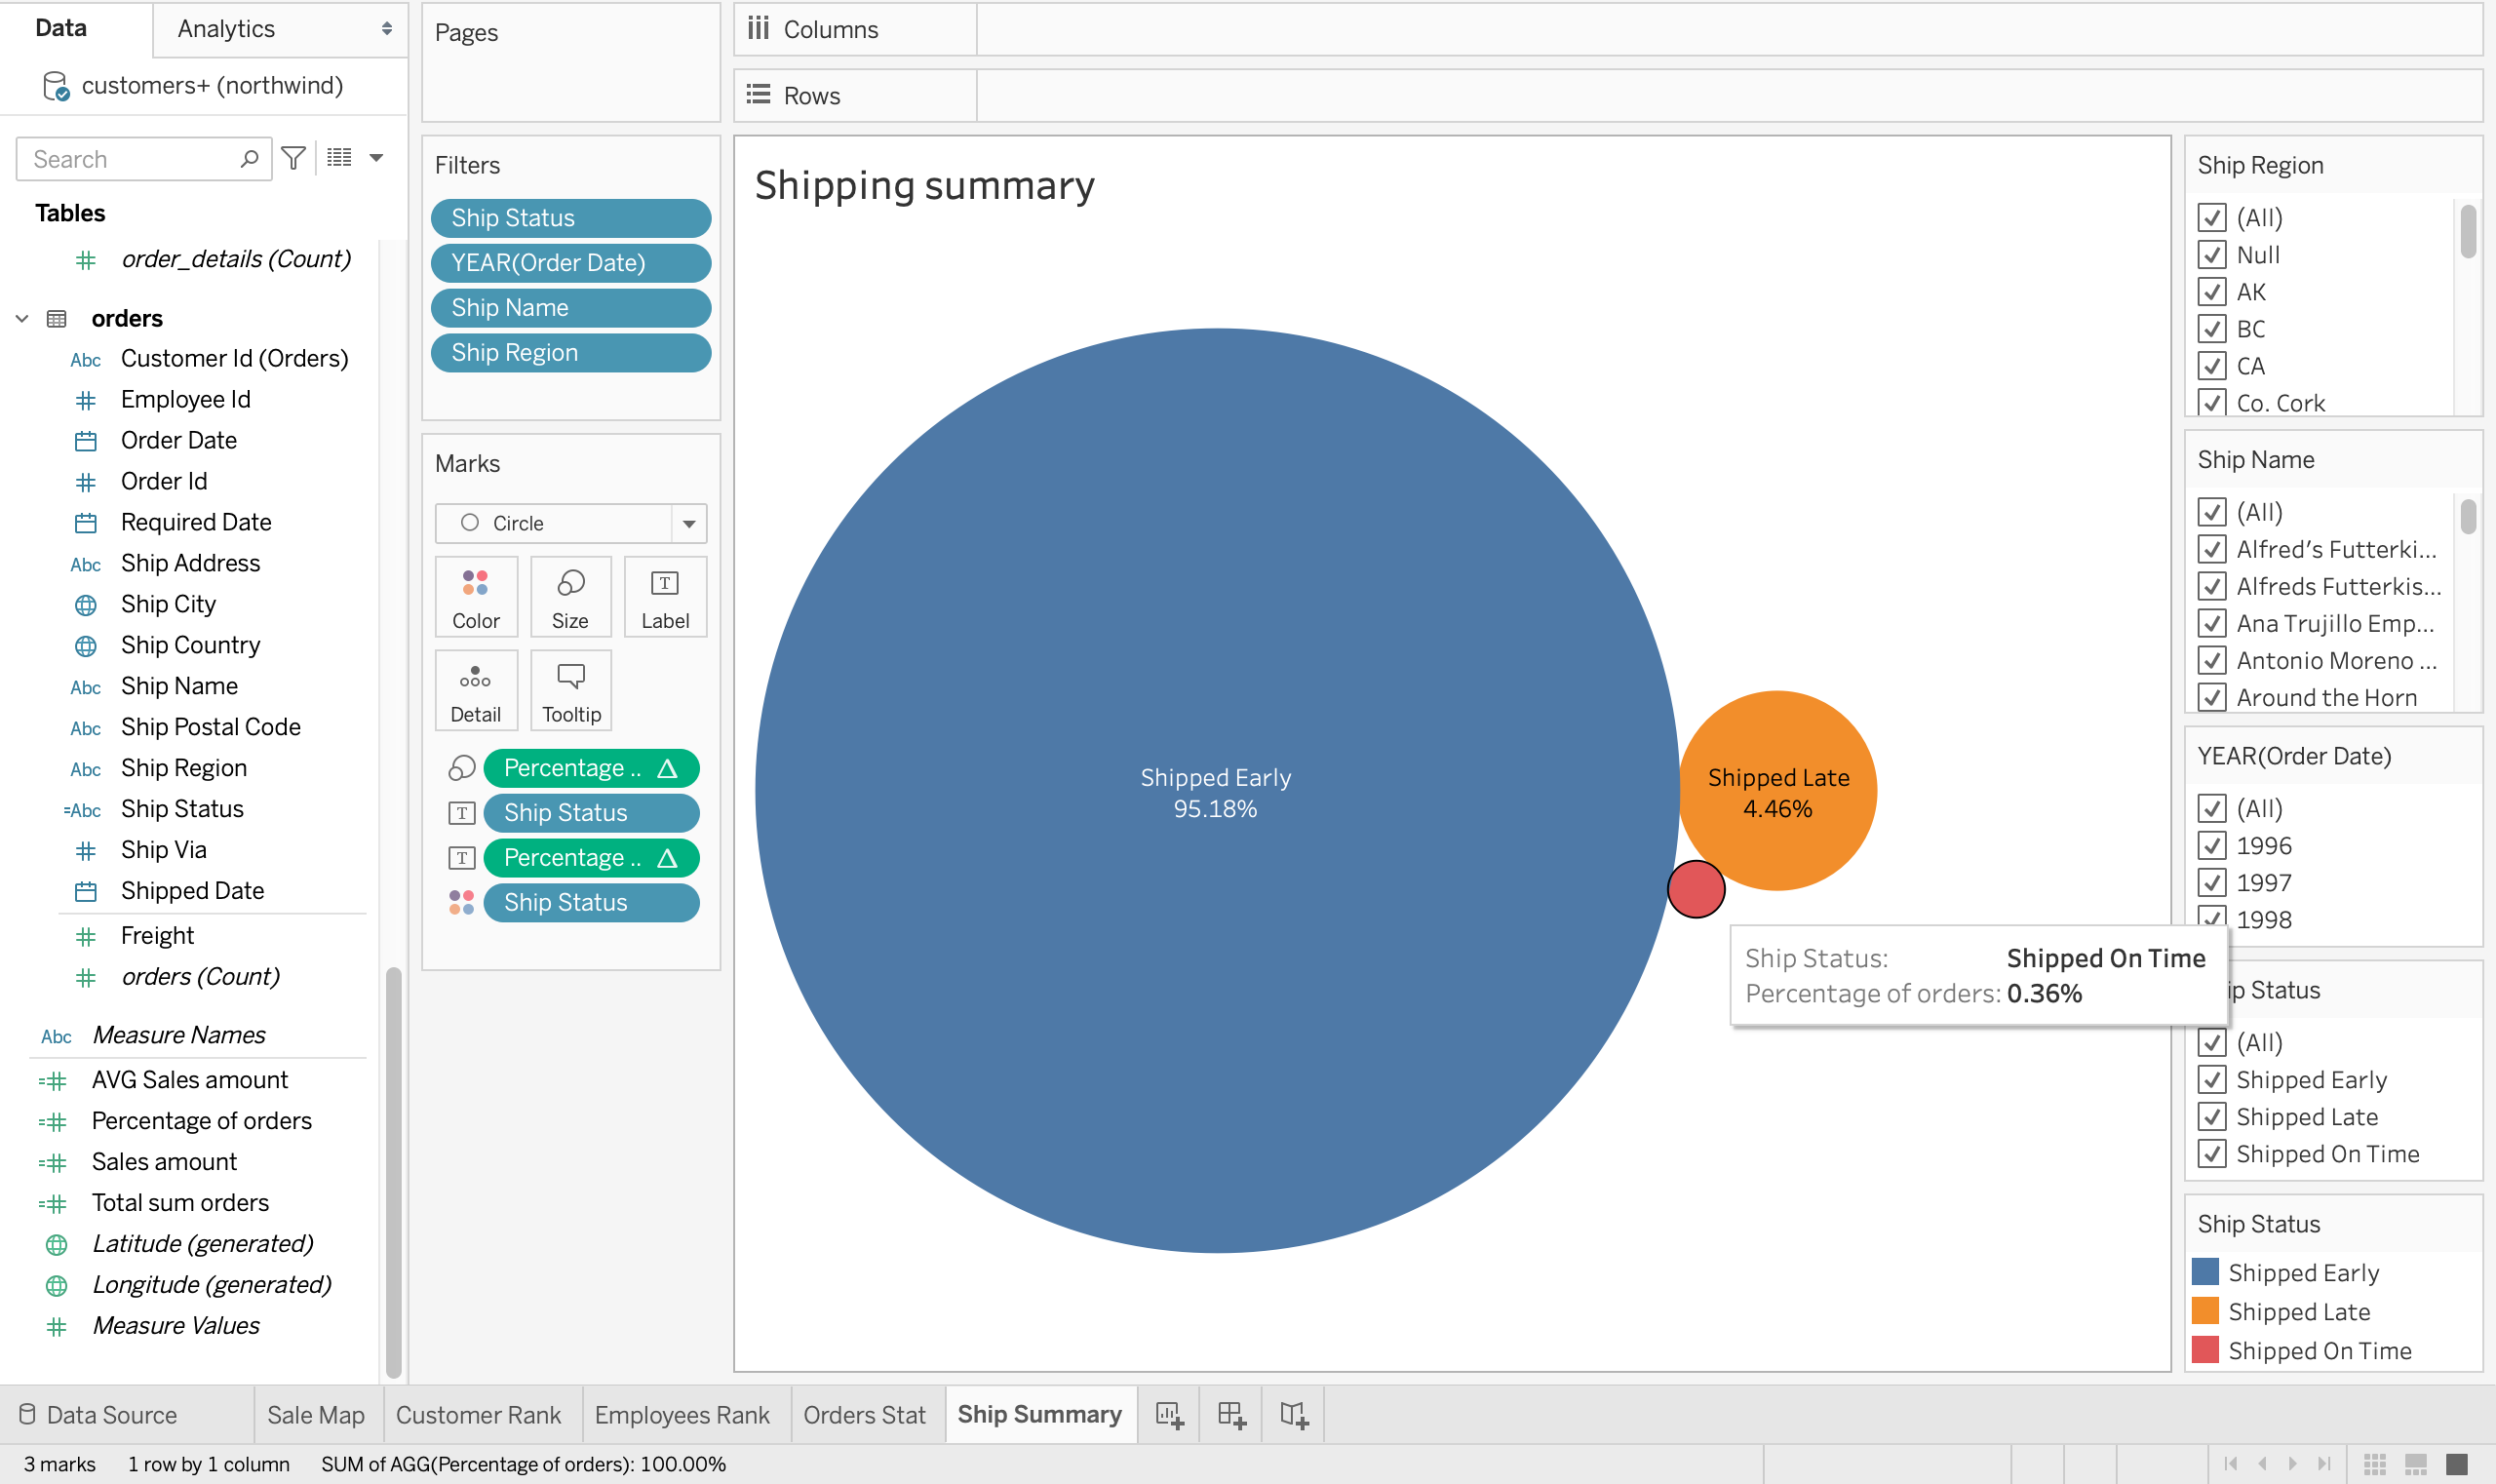 Data
Analytics
customers+ (northwind)
Search
Tables
order_details (Count)
orders
Abc Customer Id (Orders)
Employee Id
Order Date
Order Id
Required Date
Abc Ship Address
Ship City
Ship Country
Abc Ship Name
Abc Ship Postal Code
Abc Ship Region
=Abc Ship Status
Ship Via
Shipped Date
Freight
orders (Count)
Abc Measure Names
AVG Sales amount
Percentage of orders
Sales amount
Total sum orders
Latitude (generated)
Longitude (generated)
Measure Values
Pages
Filters
Ship Status
YEAR(Order Date)
Ship Name
Ship Region
Marks
Circle
Color
Size
Label
Detail
Tooltip
Percentage ..
Ship Status
Percentage ..
Ship Status
Columns
Rows
Shipping summary
Shipped Early
95.18%
Shipped Late
4.46%
Ship Status: Shipped On Time
Percentage of orders: 0.36%
Ship Region
(All)
Null
AK
BC
CA
Co. Cork
Ship Name
(All)
Alfred's Futterki...
Alfreds Futterkis...
Ana Trujillo Emp...
Antonio Moreno ...
Around the Horn
YEAR(Order Date)
(All)
1996
1997
1998
ip Status
(All)
Shipped Early
Shipped Late
Shipped On Time
Ship Status
Shipped Early
Shipped Late
Shipped On Time
Data Source
Sale Map
Customer Rank
Employees Rank
Orders Stat
Ship Summary
3 marks
1 row by 1 column
SUM of AGG(Percentage of orders): 100.00%